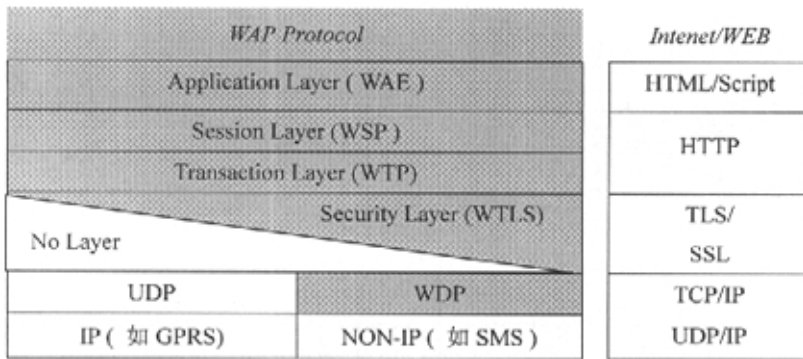 WAP Protocol
Application Layer ( WAE )
Session Layer (WSP )
Transaction Layer (WTP)
Security Layer (WTLS)
No Layer
UDP
WDP
IP ( 如 GPRS)
NON-IP ( 如 SMS )
Intenet/WEB
HTML/Script
HTTP
TLS/
SSL
TCP/IP
UDP/IP